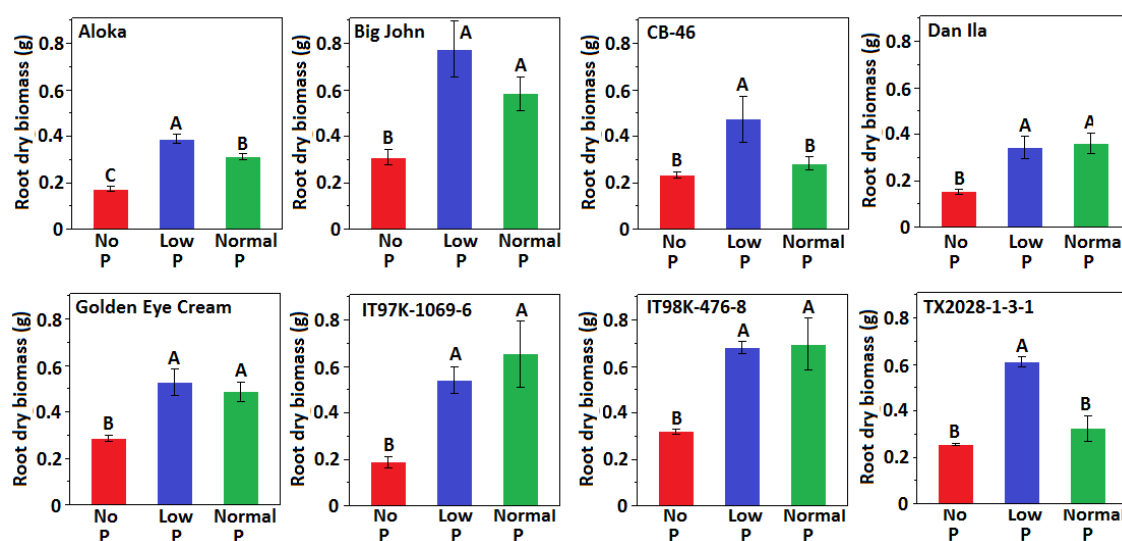 Aloka
Root dry biomass (g)
0.8
0.6
0.4
0.2
0
C
A
B
No P
Low P
Normal P
Big John
Root dry biomass (g)
0.8
0.6
0.4
0.2
0
B
A
A
No P
Low P
Normal P
CB-46
Root dry biomass (g)
0.8
0.6
0.4
0.2
0
B
A
B
No P
Low P
Normal P
Dan Ila
Root dry biomass (g)
0.8
0.6
0.4
0.2
0
B
A
A
No P
Low P
Normal P
Golden Eye Cream
Root dry biomass (g)
0.8
0.6
0.4
0.2
0
B
A
A
No P
Low P
Normal P
IT97K-1069-6
Root dry biomass (g)
0.8
0.6
0.4
0.2
0
B
A
A
No P
Low P
Normal P
IT98K-476-8
Root dry biomass (g)
0.8
0.6
0.4
0.2
0
B
A
A
No P
Low P
Normal P
TX2028-1-3-1
Root dry biomass (g)
0.8
0.6
0.4
0.2
0
B
A
B
No P
Low P
Normal P